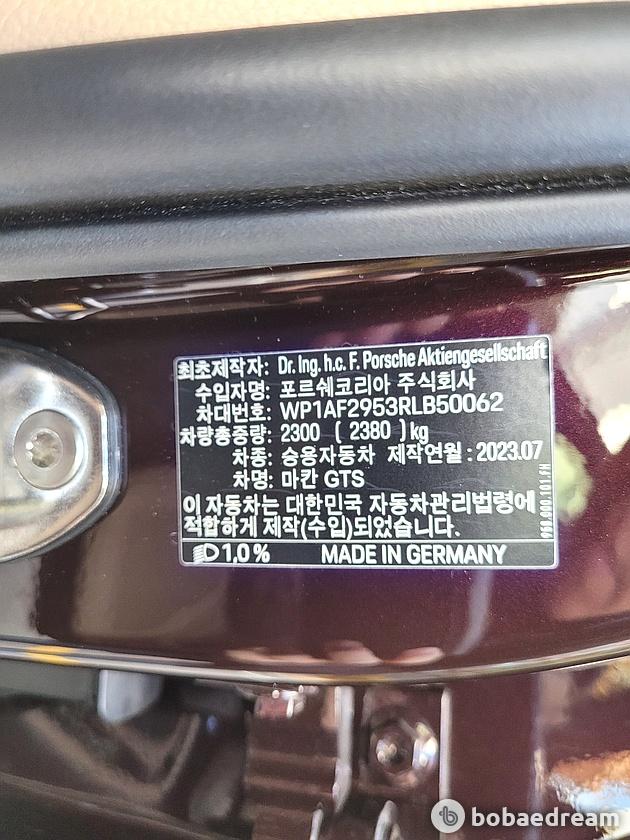 최초제작자: Dr. Ing. h.c. F. Porsche Aktiengesellschaft
수입자명: 포르쉐코리아 주식회사
차대번호: WP1AF2953RLB50062
차량총중량: 2300 ( 2380 )kg
차종: 승용자동차 제작연월 : 2023.07
차명: 마칸 GTS
이 자동차는 대한민국 자동차관리법령에
적합하게 제작(수입)되었습니다.
1,0 % MADE IN GERMANY
bobaedream